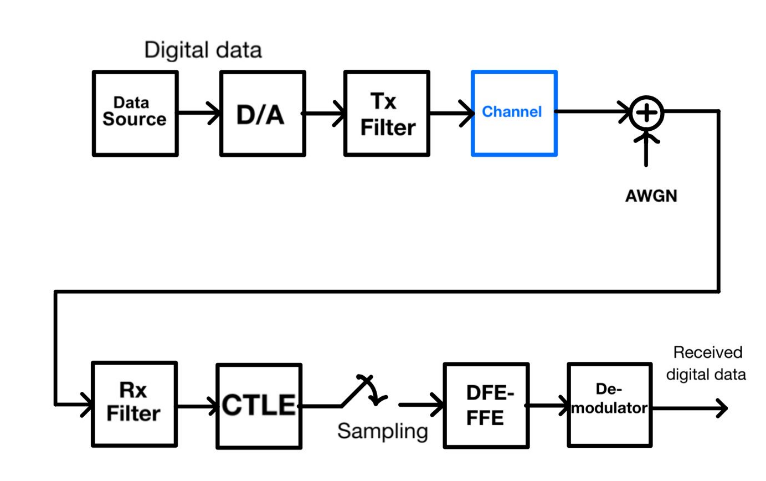 Digital data
Data
Source
D/A
Tx
Filter
Channel
+
AWGN
Rx
Filter
CTLE
Sampling
DFE-
FFE
De-
modulator
Received
digital data